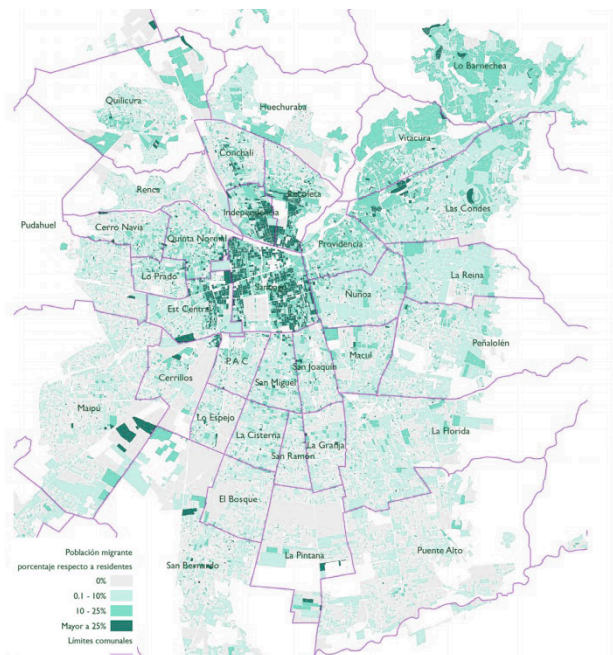 Lo Barnechea
Quilicura
Huechuraba
Vitacura
Conchalí
Renca
Recoleta
Independencia
Las Condes
Pudahuel
Cerro Navia
Quinta Normal
Providencia
Lo Prado
La Reina
Santiago
Ñuñoa
Est Central
Peñalolén
Macul
P. A C
San Joaquín
Cerrillos
San Miguel
Maipú
Lo Espejo
La Cisterna
La Granja
La Florida
San Ramón
El Bosque
La Pintana
Puente Alto
San Bernardo
Población migrante
porcentaje respecto a residentes
0%
0,1 - 10%
10 - 25%
Mayor a 25%
Límites comunales